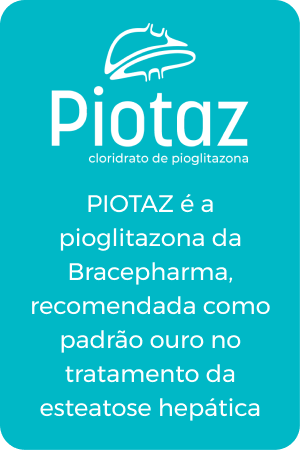 Piotaz
cloridrato de pioglitazona
PIOTAZ é a
pioglitazona da
Bracepharma,
recomendada como
padrão ouro no
tratamento da
esteatose hepática